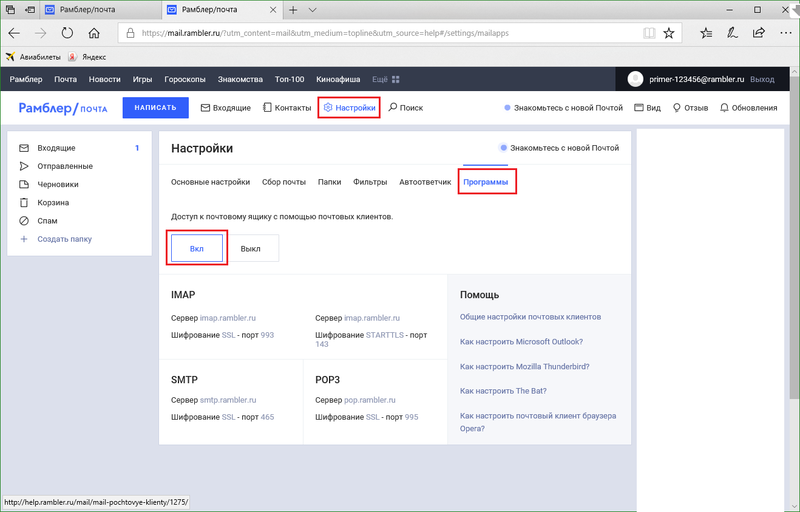 Рамблер/почта
Рамблер/почта
https://mail.rambler.ru/?utm_content=mail&utm_medium=topline&utm_source=help#/settings/mailapps
Авиабилеты
Яндекс
Рамблер
Почта
Новости
Игры
Гороскопы
Знакомства
Топ-100
Киноафиша
Ещё
primer-123456@rambler.ru
Выход
Рамблер/почта
НАПИСАТЬ
Входящие
Контакты
Настройки
Поиск
Знакомьтесь с новой Почтой
Вид
Отзыв
Обновления
Входящие 1
Отправленные
Черновики
Корзина
Спам
+ Создать папку
Настройки
Знакомьтесь с новой Почтой
Основные настройки
Сбор почты
Папки
Фильтры
Автоответчик
Программы
Доступ к почтовому ящику с помощью почтовых клиентов.
Вкл
Выкл
IMAP
Сервер imap.rambler.ru
Шифрование SSL - порт 993
Сервер imap.rambler.ru
Шифрование STARTTLS - порт
143
SMTP
Сервер smtp.rambler.ru
Шифрование SSL - порт 465
POP3
Сервер pop.rambler.ru
Шифрование SSL - порт 995
Помощь
Общие настройки почтовых клиентов
Как настроить Microsoft Outlook?
Как настроить Mozilla Thunderbird?
Как настроить The Bat?
Как настроить почтовый клиент браузера
Opera?
http://help.rambler.ru/mail/mail-pochtovye-klienty/1275/